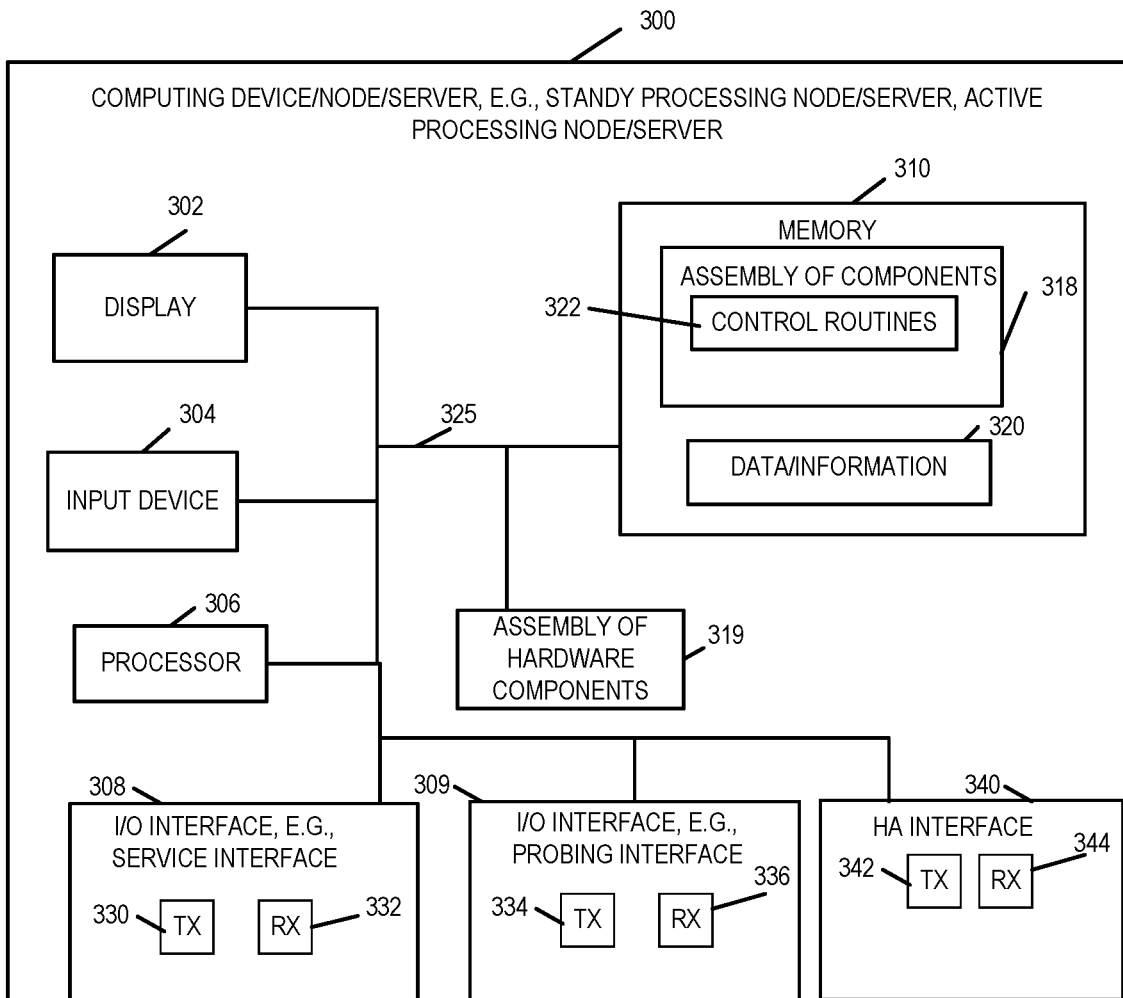 300
COMPUTING DEVICE/NODE/SERVER, E.G., STANDY PROCESSING NODE/SERVER, ACTIVE
PROCESSING NODE/SERVER
310
302
MEMORY
ASSEMBLY OF COMPONENTS
318
DISPLAY
322
CONTROL ROUTINES
304
325
320
INPUT DEVICE
DATA/INFORMATION
306
ASSEMBLY OF
HARDWARE
COMPONENTS
319
PROCESSOR
308
I/O INTERFACE, E.G.,
SERVICE INTERFACE
330
TX
RX
332
309
I/O INTERFACE, E.G.,
PROBING INTERFACE
334
TX
RX
336
340
HA INTERFACE
342
TX
RX
344